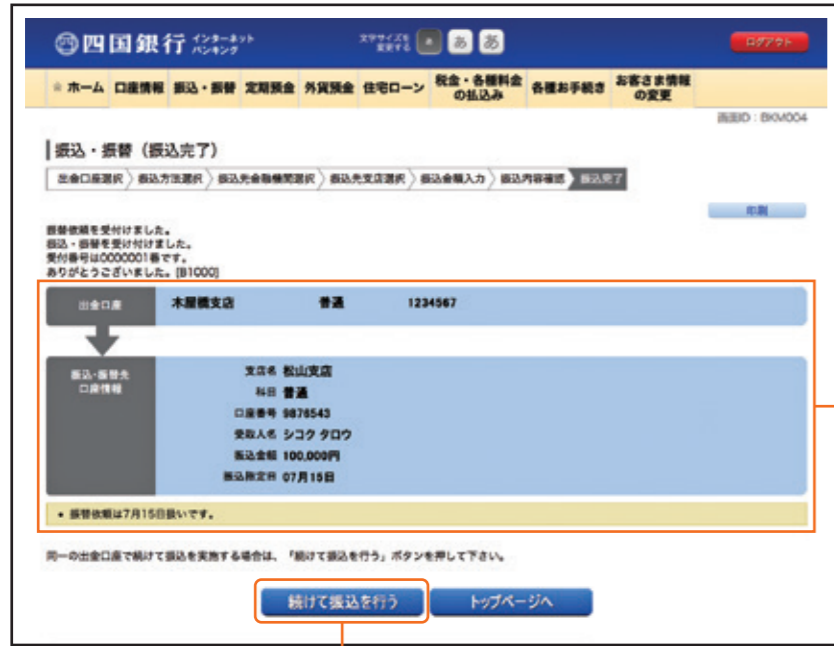 四国銀行 インターネットバンキング
文字サイズを変更する あ あ あ
ログアウト
ホーム 口座情報 振込・振替 定期預金 外貨預金 住宅ローン 税金・各種料金の払込み 各種お手続き お客さま情報の変更
画面ID：BKM004
振込・振替（振込完了）
出金口座選択 振込方法選択 振込先金融機関選択 振込先支店選択 振込金額入力 振込内容確認 振込完了
印刷
振替依頼を受付けました。
振込・振替を受け付けました。
受付番号は0000001番です。
ありがとうございました。[B1000]
出金口座 木屋橋支店 普通 1234567
振込・振替先
口座情報
支店名 松山支店
科目 普通
口座番号 9876543
受取人名 シコク タロウ
振込金額 100,000円
振込指定日 07月15日
• 振替依頼は7月15日扱いです。
同一の出金口座で続けて振込を実施する場合は、「続けて振込を行う」ボタンを押して下さい。
続けて振込を行う トップページへ